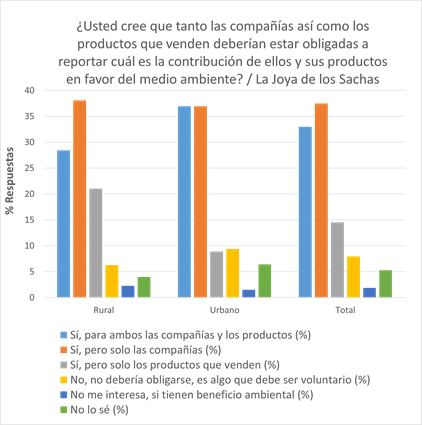 ¿Usted cree que tanto las compañías así como los
productos que venden deberían estar obligadas a
reportar cuál es la contribución de ellos y sus productos
en favor del medio ambiente? / La Joya de los Sachas
% Respuestas
40
35
30
25
20
15
10
5
0
Rural
Urbano
Total
Sí, para ambos las compañías y los productos (%)
Sí, pero solo las compañías (%)
Sí, pero solo los productos que venden (%)
No, no debería obligarse, es algo que debe ser voluntario (%)
No me interesa, si tienen beneficio ambiental (%)
No lo sé (%)